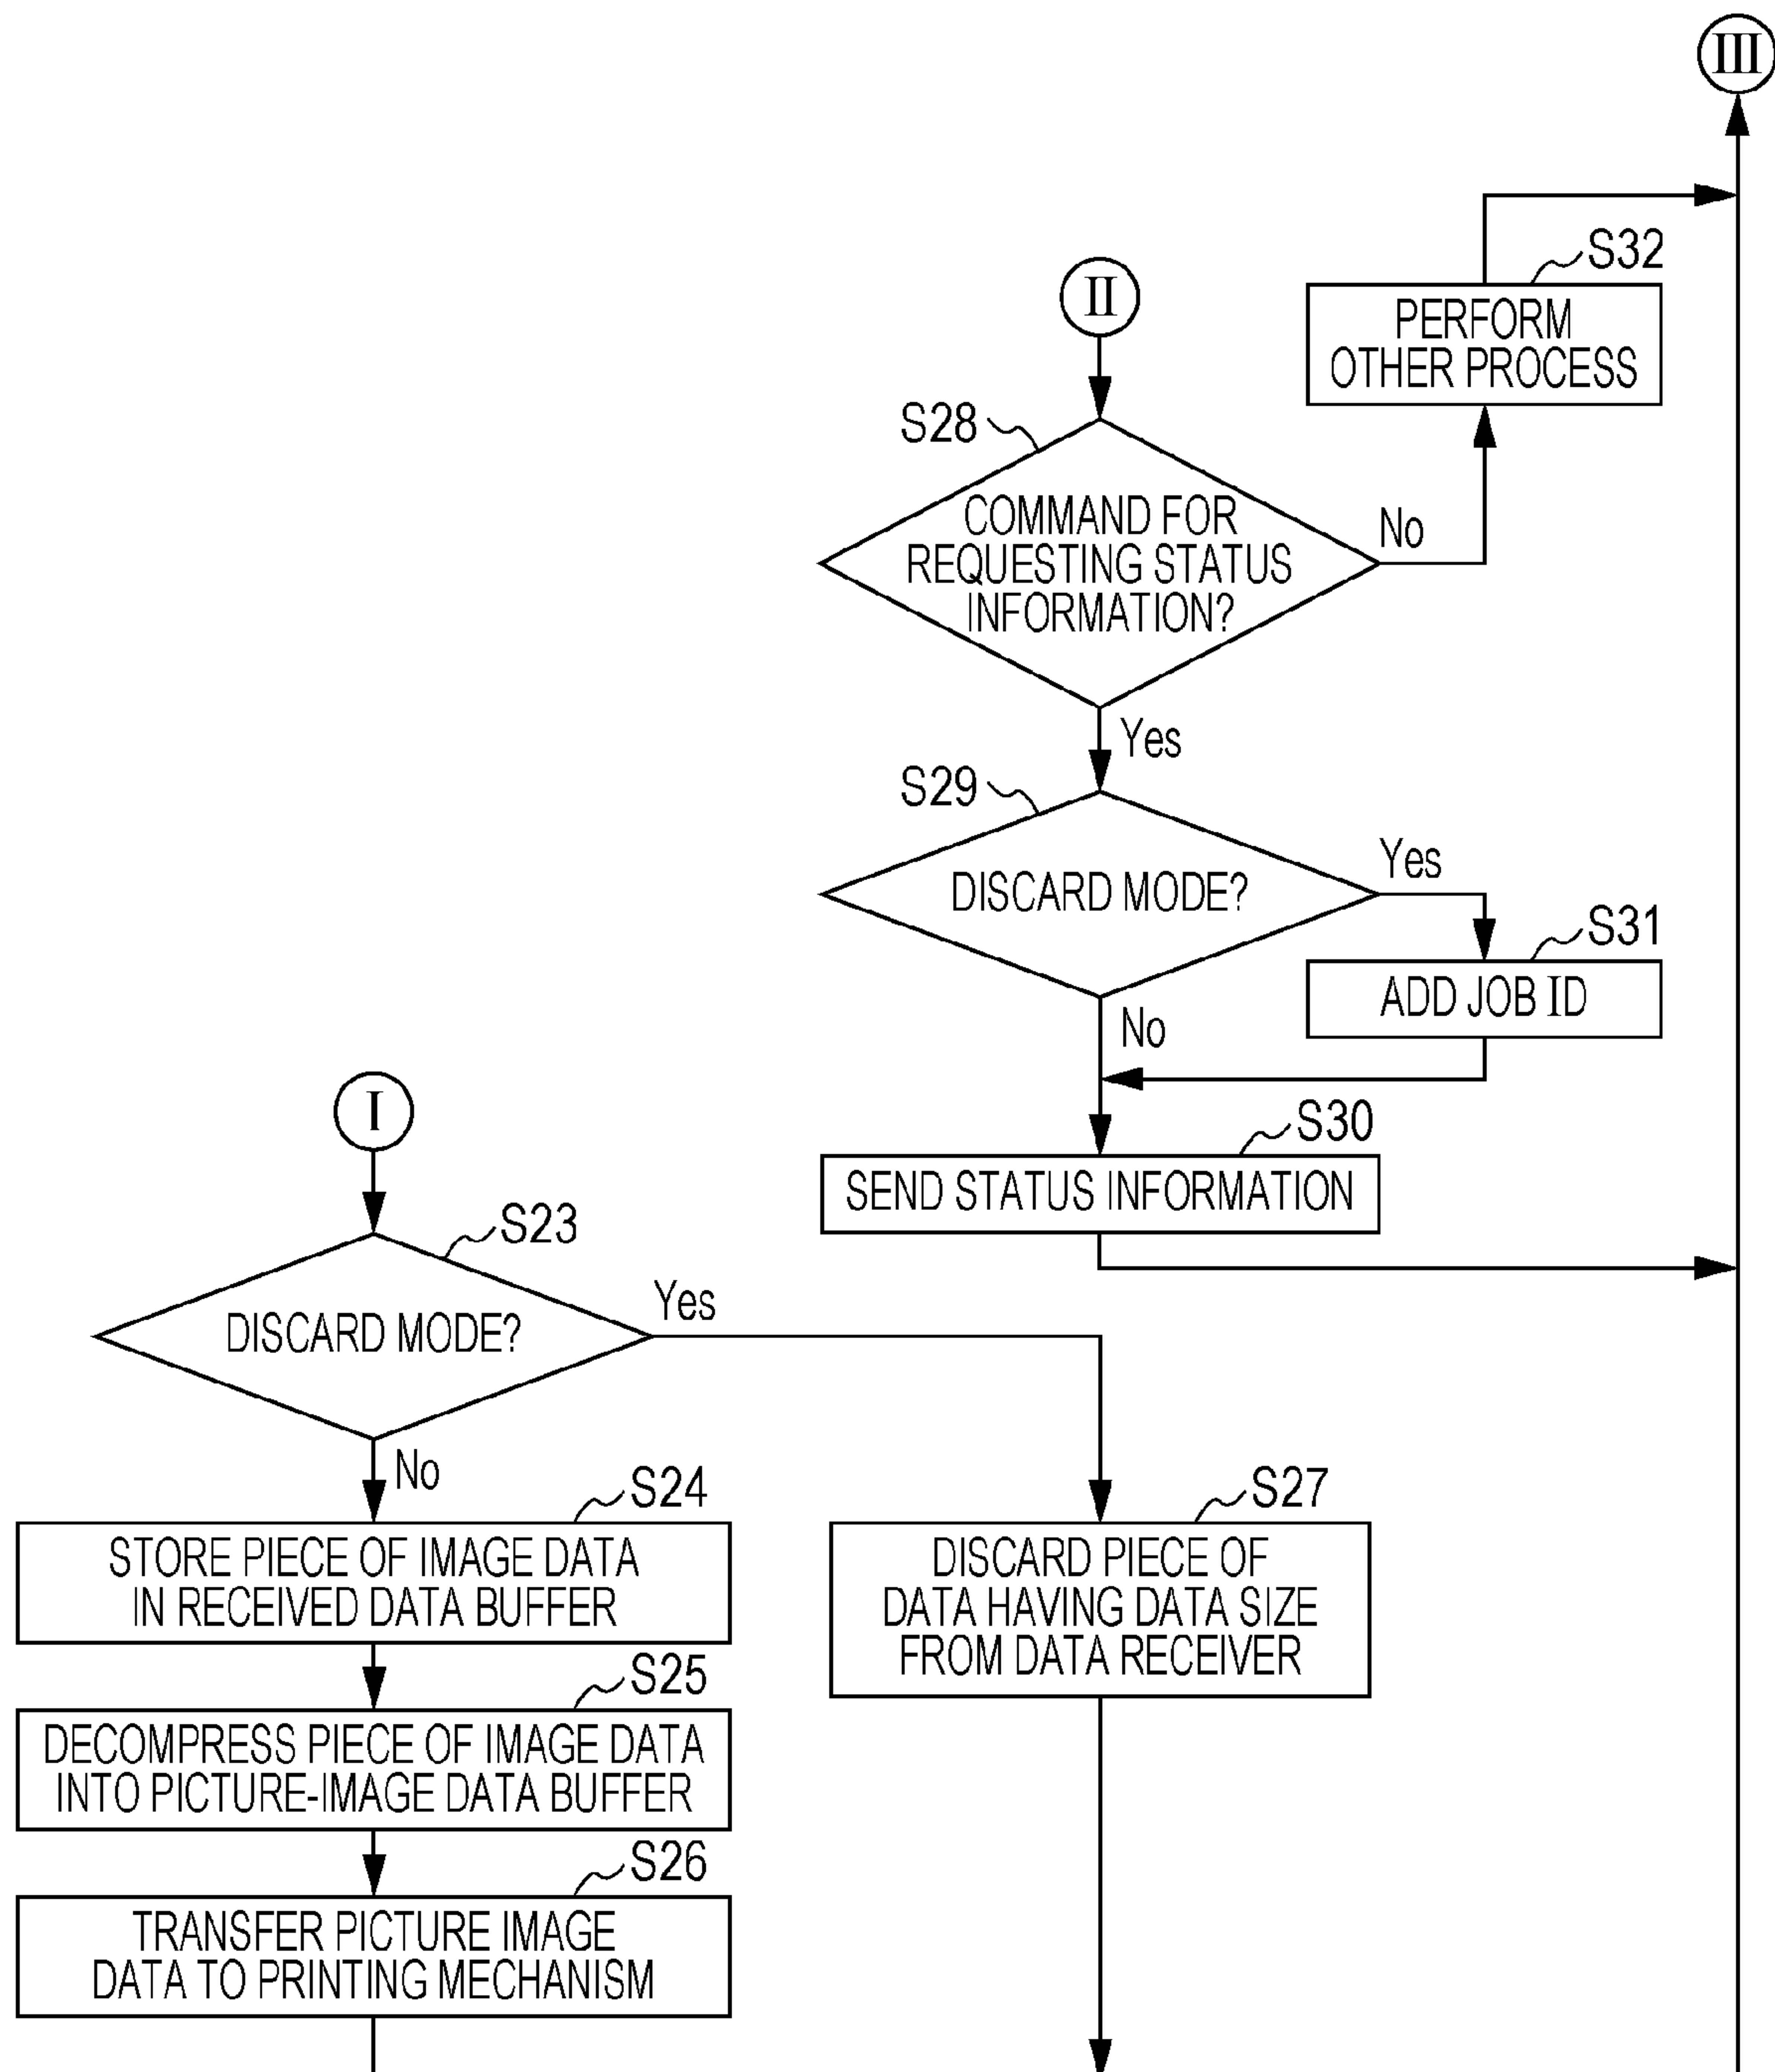 III
S32
II
PERFORM
OTHER PROCESS
S28
COMMAND FOR
REQUESTING STATUS
INFORMATION?
No
Yes
S29
DISCARD MODE?
Yes
S31
ADD JOB ID
No
I
S30
SEND STATUS INFORMATION
S23
DISCARD MODE?
Yes
No
S24
STORE PIECE OF IMAGE DATA
IN RECEIVED DATA BUFFER
S27
DISCARD PIECE OF
DATA HAVING DATA SIZE
FROM DATA RECEIVER
S25
DECOMPRESS PIECE OF IMAGE DATA
INTO PICTURE-IMAGE DATA BUFFER
S26
TRANSFER PICTURE IMAGE
DATA TO PRINTING MECHANISM